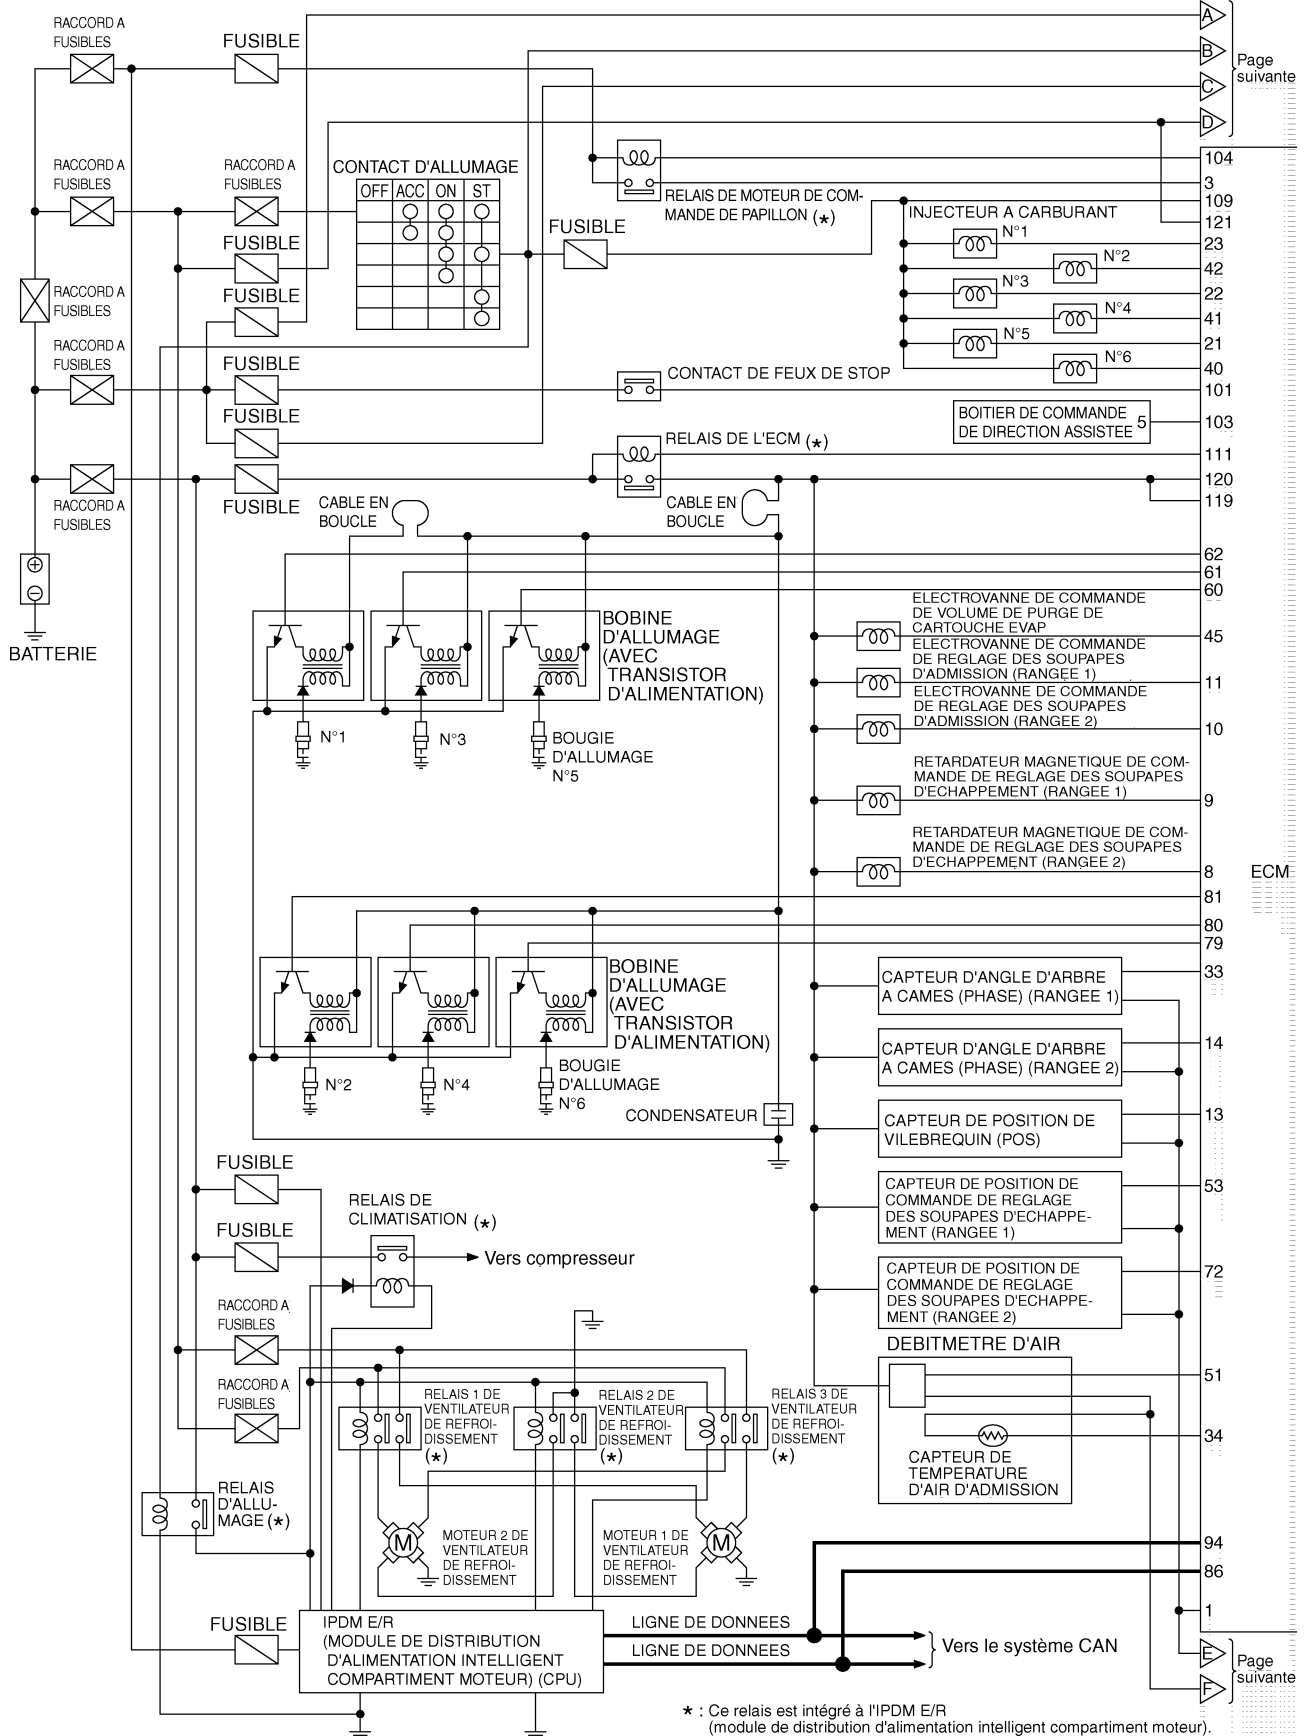 RACCORD A
FUSIBLES
FUSIBLE
A
B
C
D
Page
suivante
RACCORD A
FUSIBLES
RACCORD A
FUSIBLES
CONTACT D'ALLUMAGE
OFF ACC ON ST
FUSIBLE
FUSIBLE
FUSIBLE
RELAIS DE MOTEUR DE COM-
MANDE DE PAPILLON (*)
104
3
109
121
INJECTEUR A CARBURANT
N°1
23
N°2
42
N°3
22
N°4
41
N°5
21
N°6
40
RACCORD A
FUSIBLES
RACCORD A
FUSIBLES
FUSIBLE
CONTACT DE FEUX DE STOP
101
FUSIBLE
BOITIER DE COMMANDE
DE DIRECTION ASSISTEE
5
103
RELAIS DE L'ECM (*)
111
120
119
RACCORD A
FUSIBLES
FUSIBLE
CABLE EN
BOUCLE
CABLE EN
BOUCLE
BATTERIE
62
61
60
BOBINE
D'ALLUMAGE
(AVEC
TRANSISTOR
D'ALIMENTATION)
N°1
N°3
BOUGIE
D'ALLUMAGE
N°5
ELECTROVANNE DE COMMANDE
DE VOLUME DE PURGE DE
CARTOUCHE EVAP
45
ELECTROVANNE DE COMMANDE
DE REGLAGE DES SOUPAPES
D'ADMISSION (RANGEE 1)
11
ELECTROVANNE DE COMMANDE
DE REGLAGE DES SOUPAPES
D'ADMISSION (RANGEE 2)
10
RETARDATEUR MAGNETIQUE DE COM-
MANDE DE REGLAGE DES SOUPAPES
D'ECHAPPEMENT (RANGEE 1)
9
RETARDATEUR MAGNETIQUE DE COM-
MANDE DE REGLAGE DES SOUPAPES
D'ECHAPPEMENT (RANGEE 2)
8
ECM
81
80
79
BOBINE
D'ALLUMAGE
(AVEC
TRANSISTOR
D'ALIMENTATION)
N°2
N°4
BOUGIE
D'ALLUMAGE
N°6
CONDENSATEUR
CAPTEUR D'ANGLE D'ARBRE
A CAMES (PHASE) (RANGEE 1)
33
CAPTEUR D'ANGLE D'ARBRE
A CAMES (PHASE) (RANGEE 2)
14
CAPTEUR DE POSITION DE
VILEBREQUIN (POS)
13
CAPTEUR DE POSITION DE
COMMANDE DE REGLAGE
DES SOUPAPES D'ECHAPPE-
MENT (RANGEE 1)
53
CAPTEUR DE POSITION DE
COMMANDE DE REGLAGE
DES SOUPAPES D'ECHAPPE-
MENT (RANGEE 2)
72
FUSIBLE
FUSIBLE
RELAIS DE
CLIMATISATION (*)
Vers compresseur
RACCORD A
FUSIBLES
RACCORD A
FUSIBLES
RELAIS 1 DE
VENTILATEUR
DE REFROI-
DISSEMENT
(*)
RELAIS 2 DE
VENTILATEUR
DE REFROI-
DISSEMENT
(*)
RELAIS 3 DE
VENTILATEUR
DE REFROI-
DISSEMENT
(*)
DEBITMETRE D'AIR
51
34
CAPTEUR DE
TEMPERATURE
D'AIR D'ADMISSION
RELAIS
D'ALLU-
MAGE (*)
M
MOTEUR 2 DE
VENTILATEUR
DE REFROI-
DISSEMENT
MOTEUR 1 DE
VENTILATEUR
DE REFROI-
DISSEMENT
M
94
86
1
FUSIBLE
IPDM E/R
(MODULE DE DISTRIBUTION
D'ALIMENTATION INTELLIGENT
COMPARTIMENT MOTEUR) (CPU)
LIGNE DE DONNEES
LIGNE DE DONNEES
Vers le système CAN
E
F
Page
suivante
* : Ce relais est intégré à l'IPDM E/R
(module de distribution d'alimentation intelligent compartiment moteur).